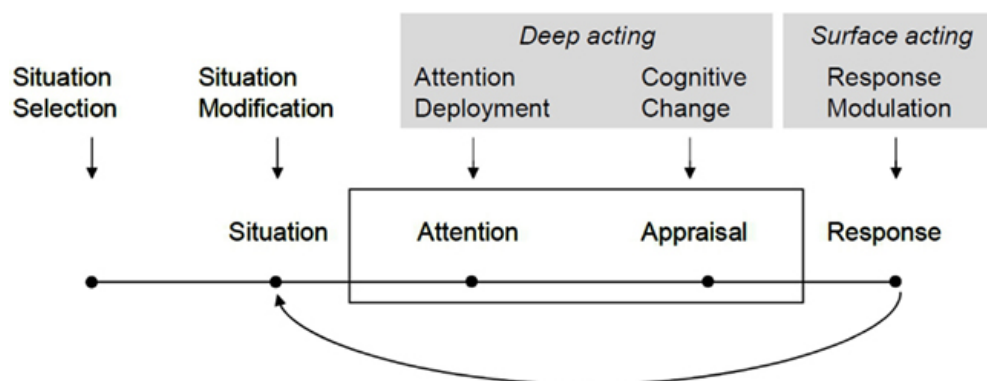 Deep acting
Surface acting
Situation
Selection
Situation
Modification
Attention
Deployment
Cognitive
Change
Response
Modulation
Situation
Attention
Appraisal
Response